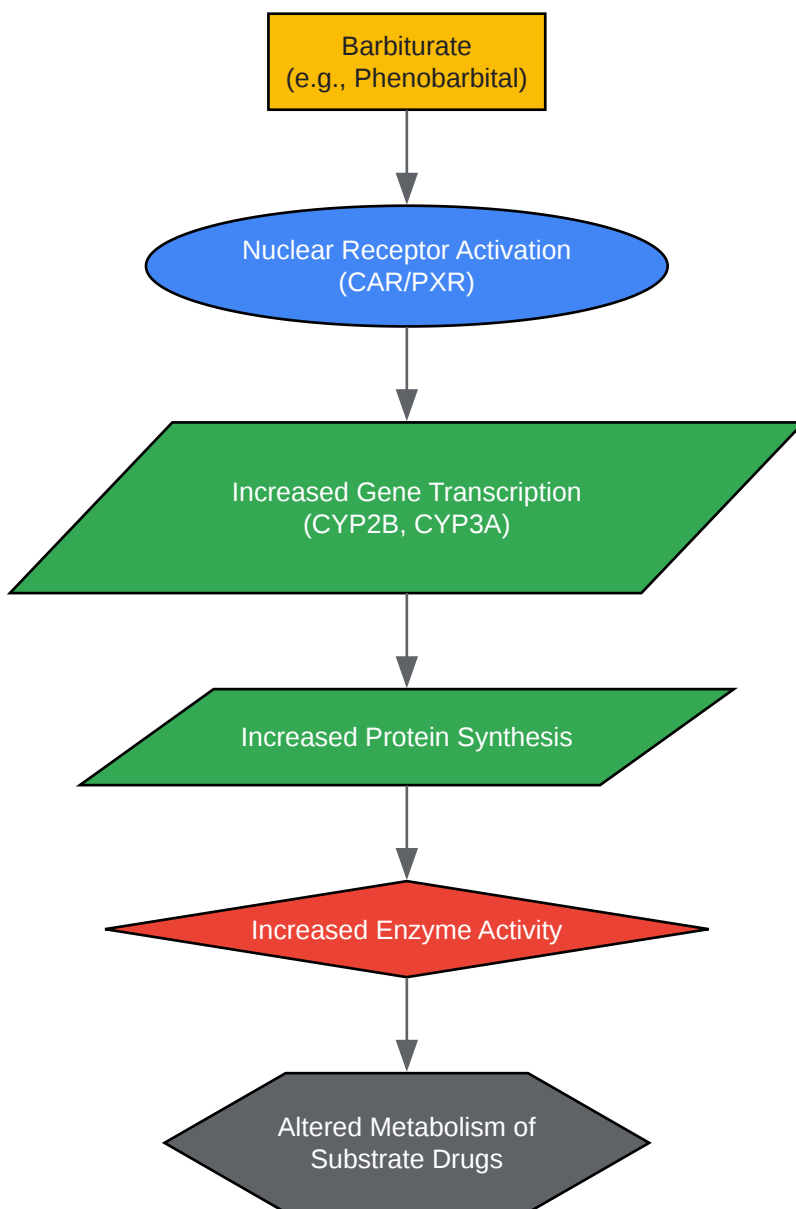 Barbiturate
(e.g., Phenobarbital)
Nuclear Receptor Activation
(CAR/PXR)
Increased Gene Transcription
(CYP2B, CYP3A)
Increased Protein Synthesis
Increased Enzyme Activity
Altered Metabolism of
Substrate Drugs